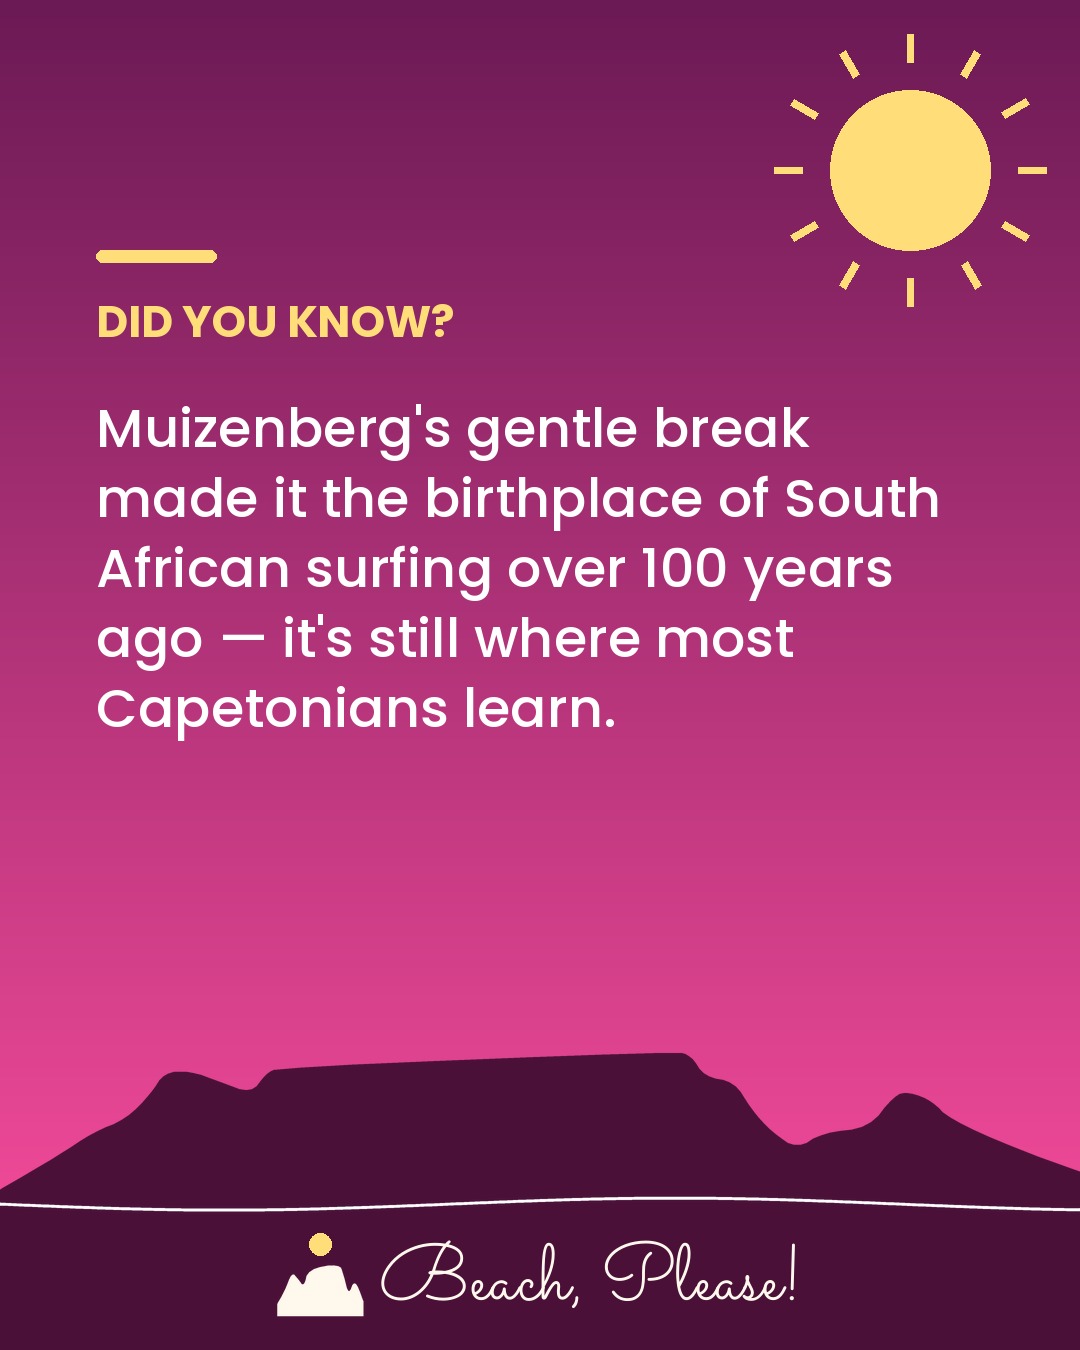 DID YOU KNOW?
Muizenberg's gentle break
made it the birthplace of South
African surfing over 100 years
ago — it's still where most
Capetonians learn.
Beach, Please!